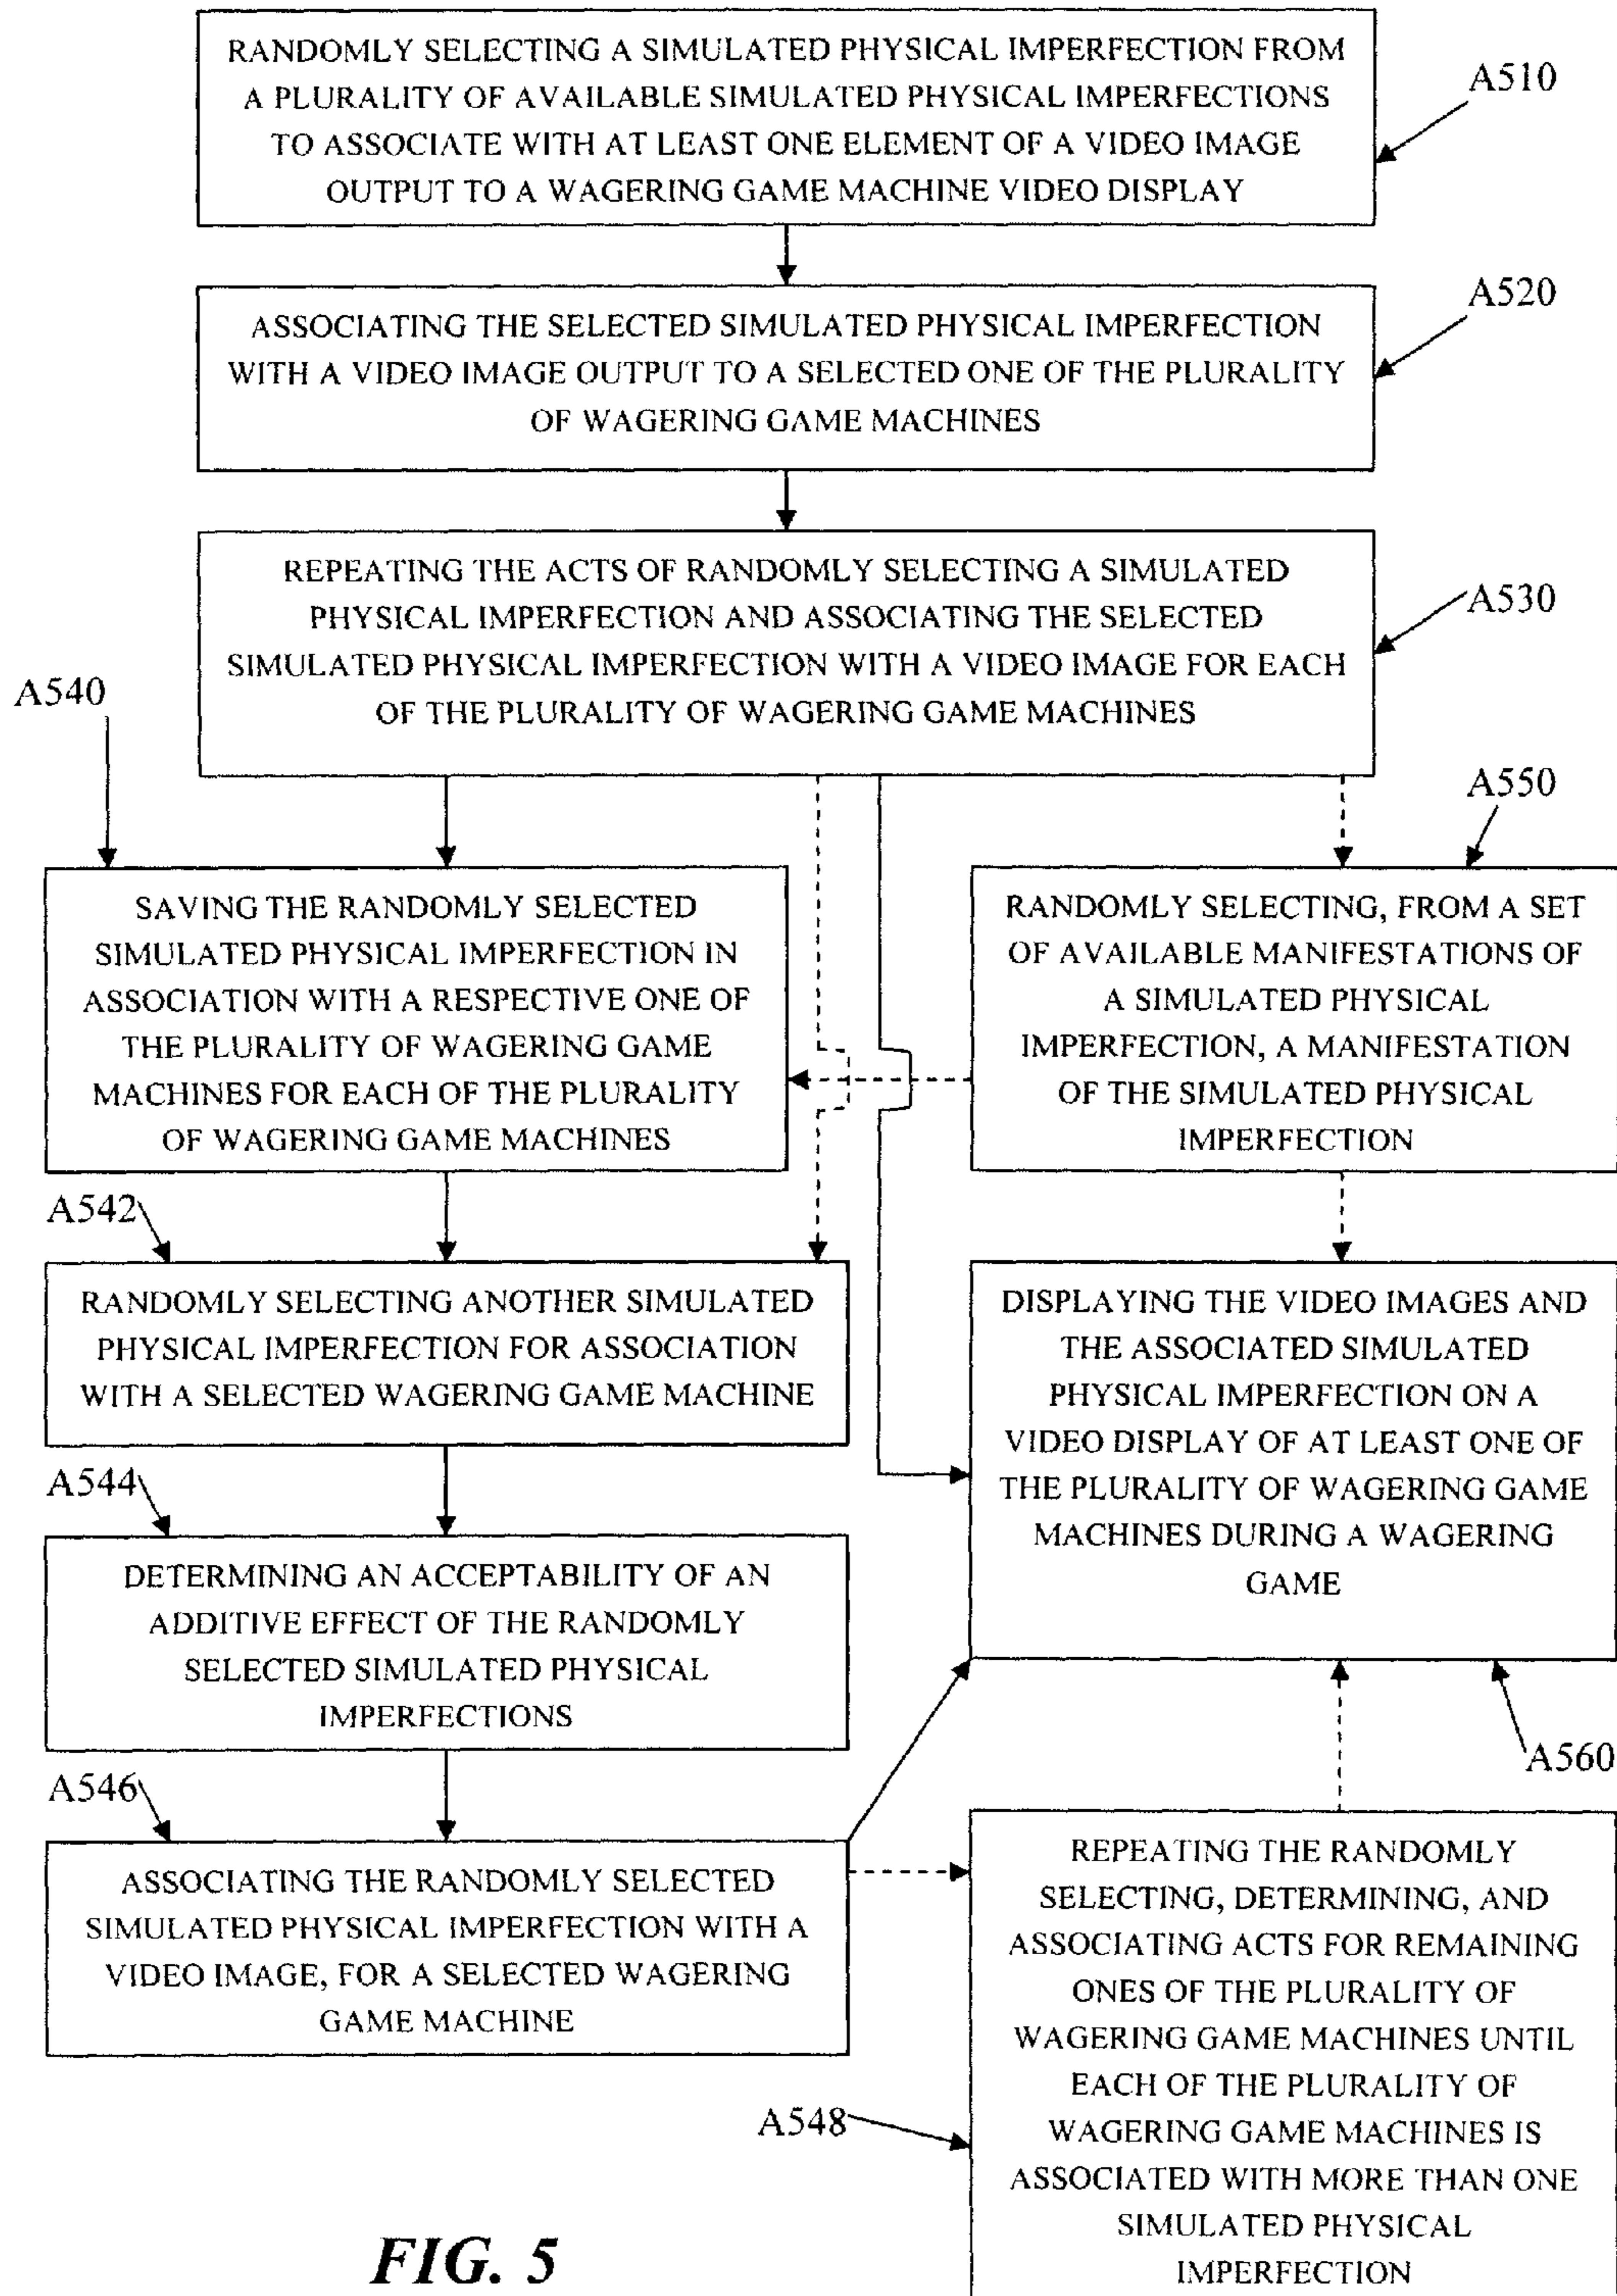 RANDOMLY SELECTING A SIMULATED PHYSICAL IMPERFECTION FROM
A PLURALITY OF AVAILABLE SIMULATED PHYSICAL IMPERFECTIONS
TO ASSOCIATE WITH AT LEAST ONE ELEMENT OF A VIDEO IMAGE
OUTPUT TO A WAGERING GAME MACHINE VIDEO DISPLAY
A510
ASSOCIATING THE SELECTED SIMULATED PHYSICAL IMPERFECTION
WITH A VIDEO IMAGE OUTPUT TO A SELECTED ONE OF THE PLURALITY
OF WAGERING GAME MACHINES
A520
REPEATING THE ACTS OF RANDOMLY SELECTING A SIMULATED
PHYSICAL IMPERFECTION AND ASSOCIATING THE SELECTED
SIMULATED PHYSICAL IMPERFECTION WITH A VIDEO IMAGE FOR EACH
OF THE PLURALITY OF WAGERING GAME MACHINES
A530
A540
SAVING THE RANDOMLY SELECTED
SIMULATED PHYSICAL IMPERFECTION IN
ASSOCIATION WITH A RESPECTIVE ONE OF
THE PLURALITY OF WAGERING GAME
MACHINES FOR EACH OF THE PLURALITY
OF WAGERING GAME MACHINES
A550
RANDOMLY SELECTING, FROM A SET
OF AVAILABLE MANIFESTATIONS OF
A SIMULATED PHYSICAL
IMPERFECTION, A MANIFESTATION
OF THE SIMULATED PHYSICAL
IMPERFECTION
A542
RANDOMLY SELECTING ANOTHER SIMULATED
PHYSICAL IMPERFECTION FOR ASSOCIATION
WITH A SELECTED WAGERING GAME MACHINE
DISPLAYING THE VIDEO IMAGES AND
THE ASSOCIATED SIMULATED
PHYSICAL IMPERFECTION ON A
VIDEO DISPLAY OF AT LEAST ONE OF
THE PLURALITY OF WAGERING GAME
MACHINES DURING A WAGERING
GAME
A560
A544
DETERMINING AN ACCEPTABILITY OF AN
ADDITIVE EFFECT OF THE RANDOMLY
SELECTED SIMULATED PHYSICAL
IMPERFECTIONS
A546
ASSOCIATING THE RANDOMLY SELECTED
SIMULATED PHYSICAL IMPERFECTION WITH A
VIDEO IMAGE, FOR A SELECTED WAGERING
GAME MACHINE
A548
REPEATING THE RANDOMLY
SELECTING, DETERMINING, AND
ASSOCIATING ACTS FOR REMAINING
ONES OF THE PLURALITY OF
WAGERING GAME MACHINES UNTIL
EACH OF THE PLURALITY OF
WAGERING GAME MACHINES IS
ASSOCIATED WITH MORE THAN ONE
SIMULATED PHYSICAL
IMPERFECTION
FIG. 5